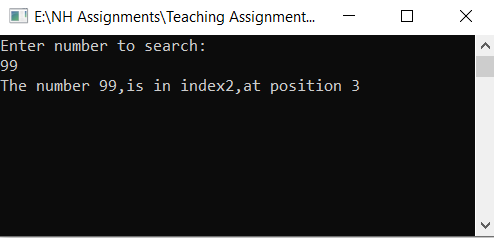 E:\NH Assignments\Teaching Assignment...
Enter number to search:
99
The number 99,is in index2,at position 3